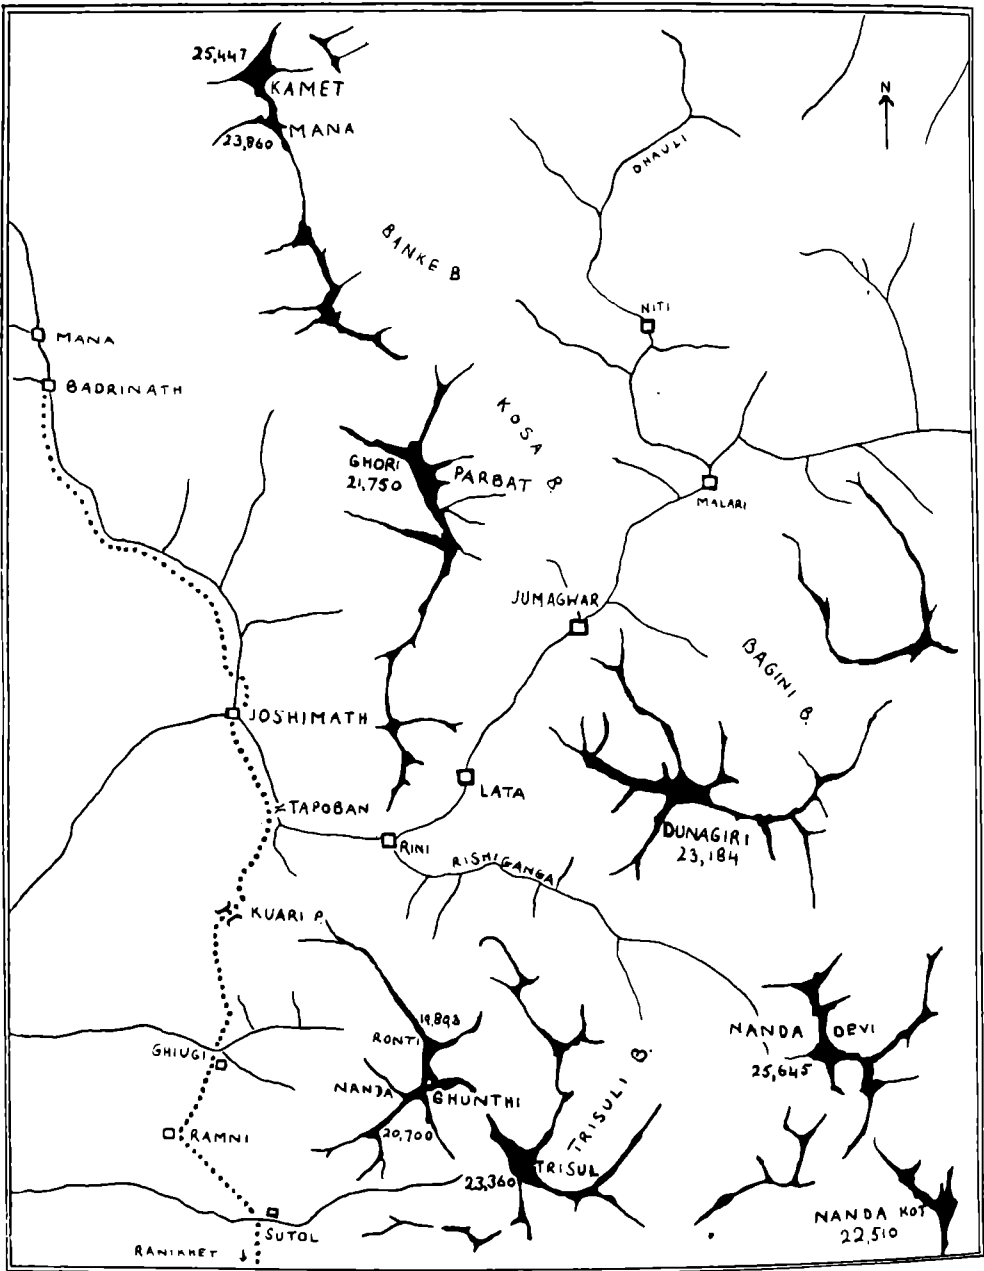 25,447
KAMET
N
MANA
23,860
DHAULI
BANKE B
NITI
MANA
BADRINATH
KOSA B
GHORI PARBAT
21,750
MALARI
JUMAGWAR
BAGINI B.
JOSHIMATH
LATA
TAPOBAN
RINI
DUNAGIRI
23,184
RISHIGANGA
KUARI P.
19,893
RONTI
NANDA DEVI
25,645
GHIUGI
TRISULI B.
NANDA GHUNTHI
20,700
RAMNI
TRISUL
23,360
NANDA KOT
22,510
SUTOL
RANIKHET ↓